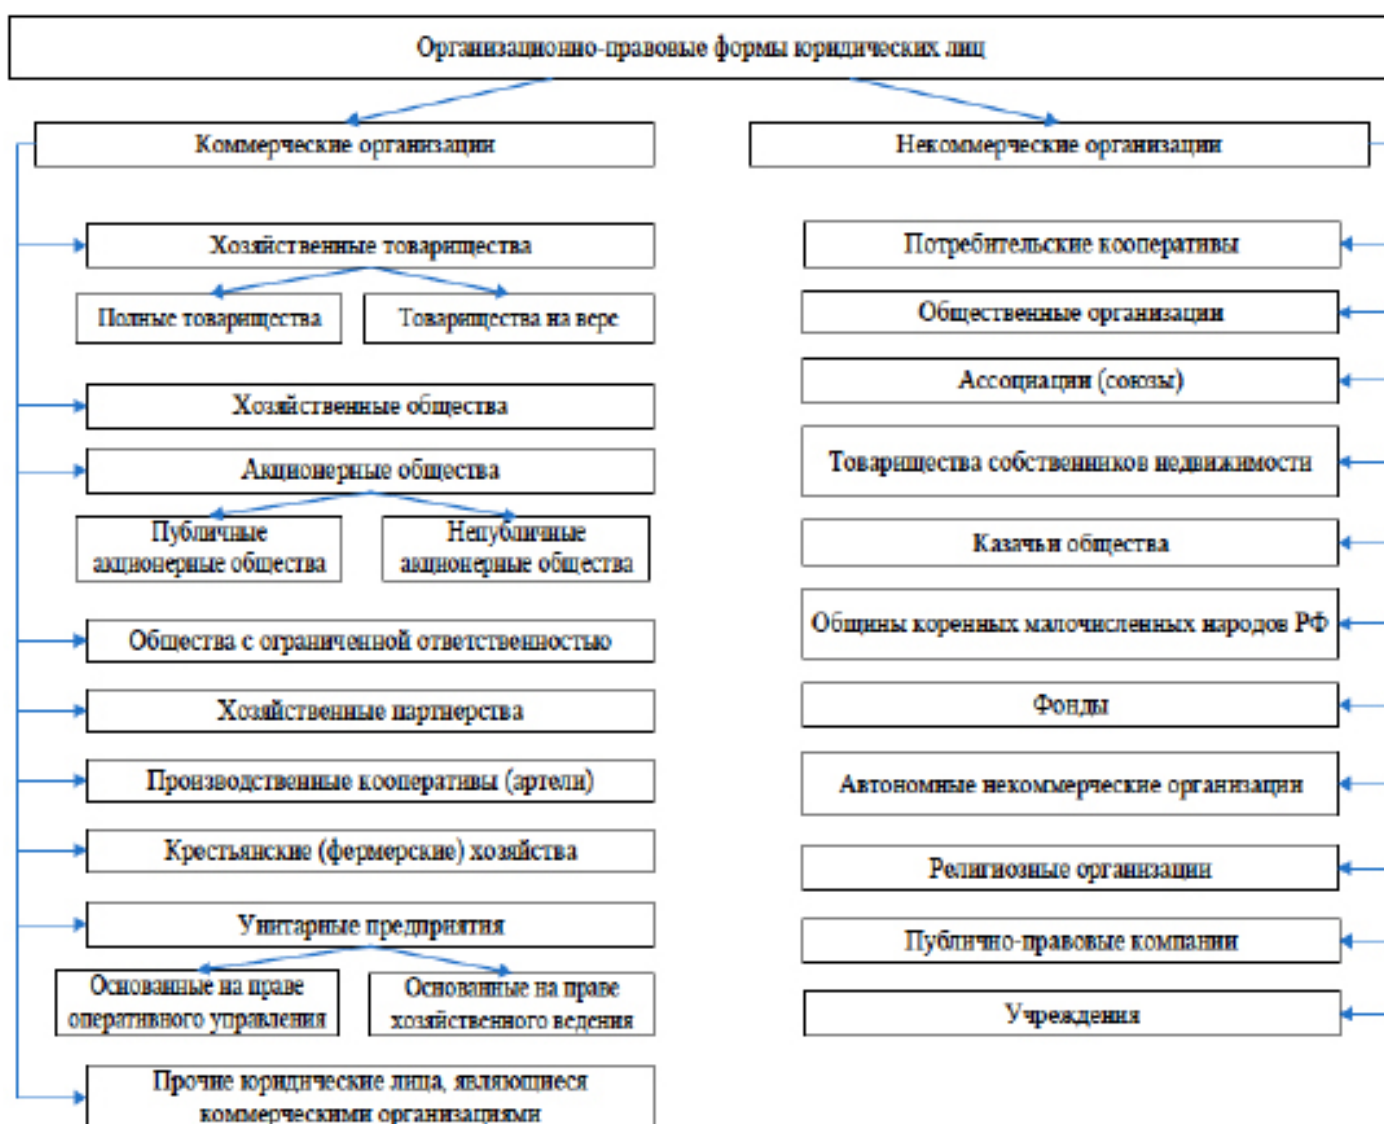 Организационно-правовые формы юридических лиц
Коммерческие организации
Хозяйственные товарищества
Полные товарищества
Товарищества на вере
Хозяйственные общества
Акционерные общества
Публичные
акционерные общества
Непубличные
акционерные общества
Общества с ограниченной ответственностью
Хозяйственные партнерства
Производственные кооперативы (артели)
Крестьянские (фермерские) хозяйства
Унитарные предприятия
Основанные на праве
оперативного управления
Основанные на праве
хозяйственного ведения
Прочие юридические лица, являющиеся
коммерческими организациями
Некоммерческие организации
Потребительские кооперативы
Общественные организации
Ассоциации (союзы)
Товарищества собственников недвижимости
Казачьи общества
Общины коренных малочисленных народов РФ
Фонды
Автономные некоммерческие организации
Религиозные организации
Публично-правовые компании
Учреждения